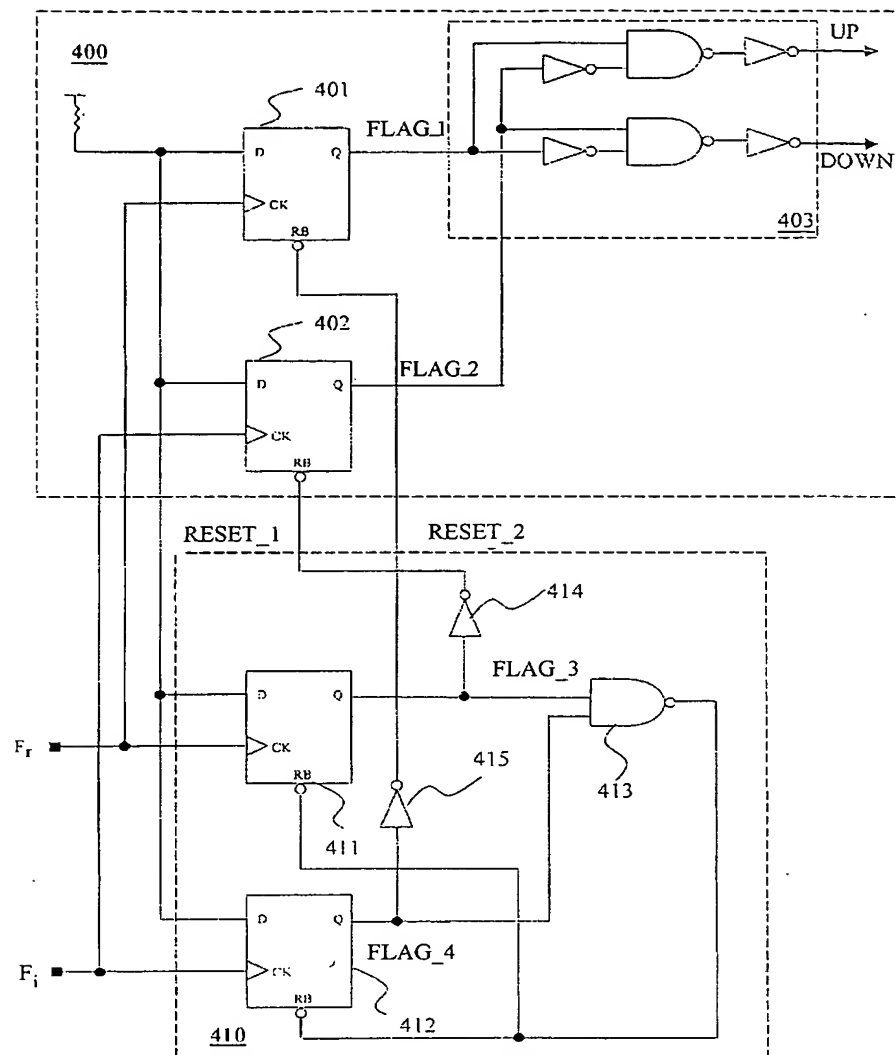 400
UP
401
FLAG_1
D
Q
CK
RB
DOWN
403
402
FLAG_2
D
Q
CK
RB
RESET_1
RESET_2
414
FLAG_3
D
Q
Fr
CK
RB
415
413
411
D
Q
FLAG_4
Fi
CK
RB
412
410